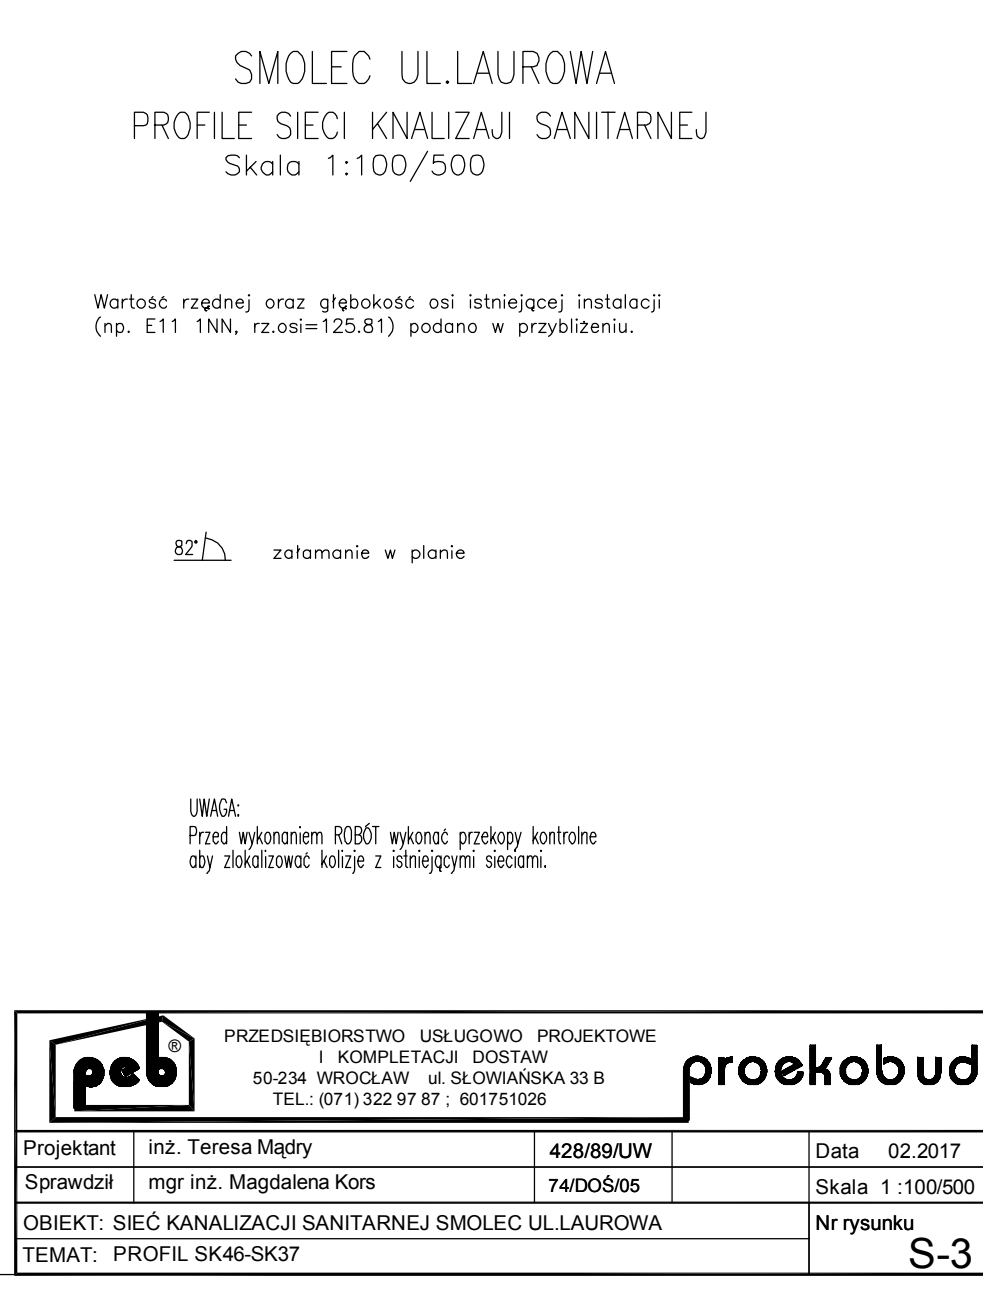 SMOLEC UL.LAUROWA
PROFILE SIECI KNALIZAJI SANITARNEJ
Skala 1:100/500
Wartość rzędnej oraz głębokość osi istniejącej instalacji
(np. E11 1NN, rz.osi=125.81) podano w przybliżeniu.
82° załamanie w planie
UWAGA:
Przed wykonaniem ROBÓT wykonać przekopy kontrolne
aby zlokalizować kolizje z istniejącymi sieciami.
peb ®
PRZEDSIĘBIORSTWO USŁUGOWO PROJEKTOWE
I KOMPLETACJI DOSTAW
50-234 WROCŁAW ul. SŁOWIAŃSKA 33 B
TEL.: (071) 322 97 87 ; 601751026
proekobud
Projektant inż. Teresa Mądry 428/89/UW Data 02.2017
Sprawdził mgr inż. Magdalena Kors 74/DOŚ/05 Skala 1 :100/500
OBIEKT: SIEĆ KANALIZACJI SANITARNEJ SMOLEC UL.LAUROWA Nr rysunku
TEMAT: PROFIL SK46-SK37 S-3